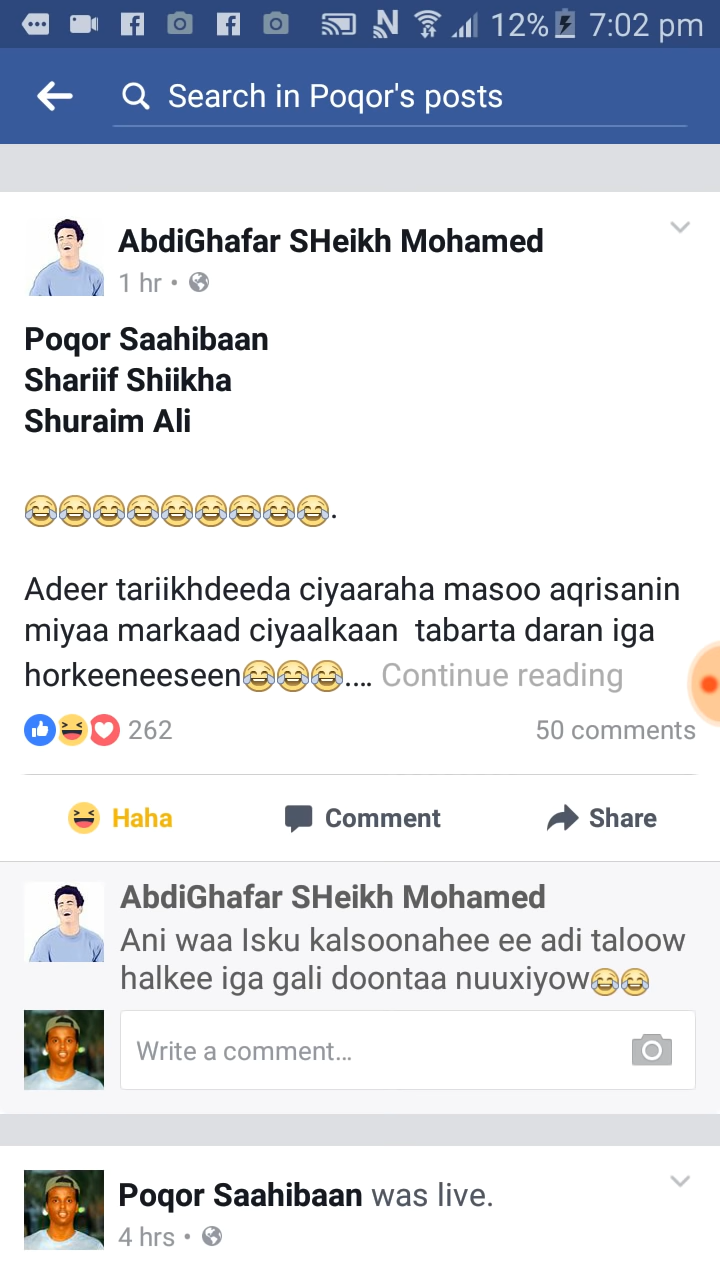 12% 7:02 pm
Search in Poqor's posts
AbdiGhafar SHeikh Mohamed
1 hr •
Poqor Saahibaan
Shariif Shiikha
Shuraim Ali
😂😂😂😂😂😂😂😂😂.
Adeer tariikhdeeda ciyaaraha masoo aqrisanin
miyaa markaad ciyaalkaan tabarta daran iga
horkeeneeseen😂😂😂.... Continue reading
262 50 comments
Haha Comment Share
AbdiGhafar SHeikh Mohamed
Ani waa Isku kalsoonahee ee adi taloow
halkee iga gali doontaa nuuxiyow😂😂
Write a comment...
Poqor Saahibaan was live.
4 hrs •